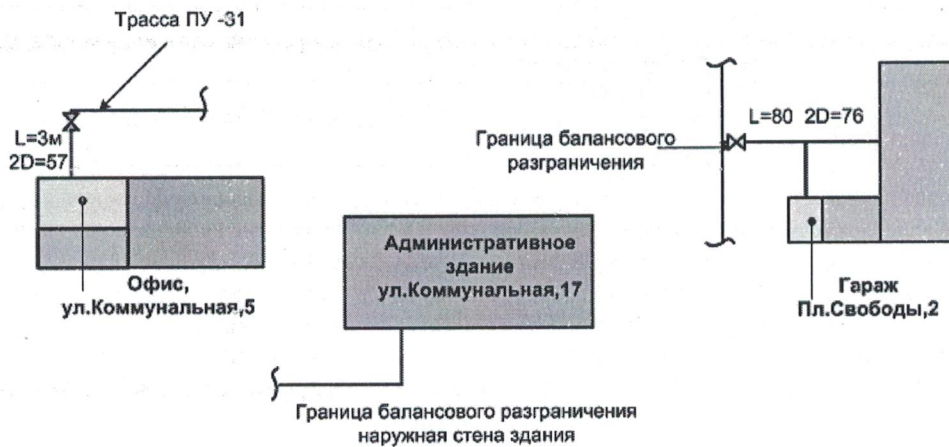 Трасса ПУ -31
L=3м
2D=57
Офис,
ул.Коммунальная,5
Административное
здание
ул.Коммунальная,17
Граница балансового разграничения
наружная стена здания
Граница балансового
разграничения
L=80 2D=76
Гараж
Пл.Свободы,2